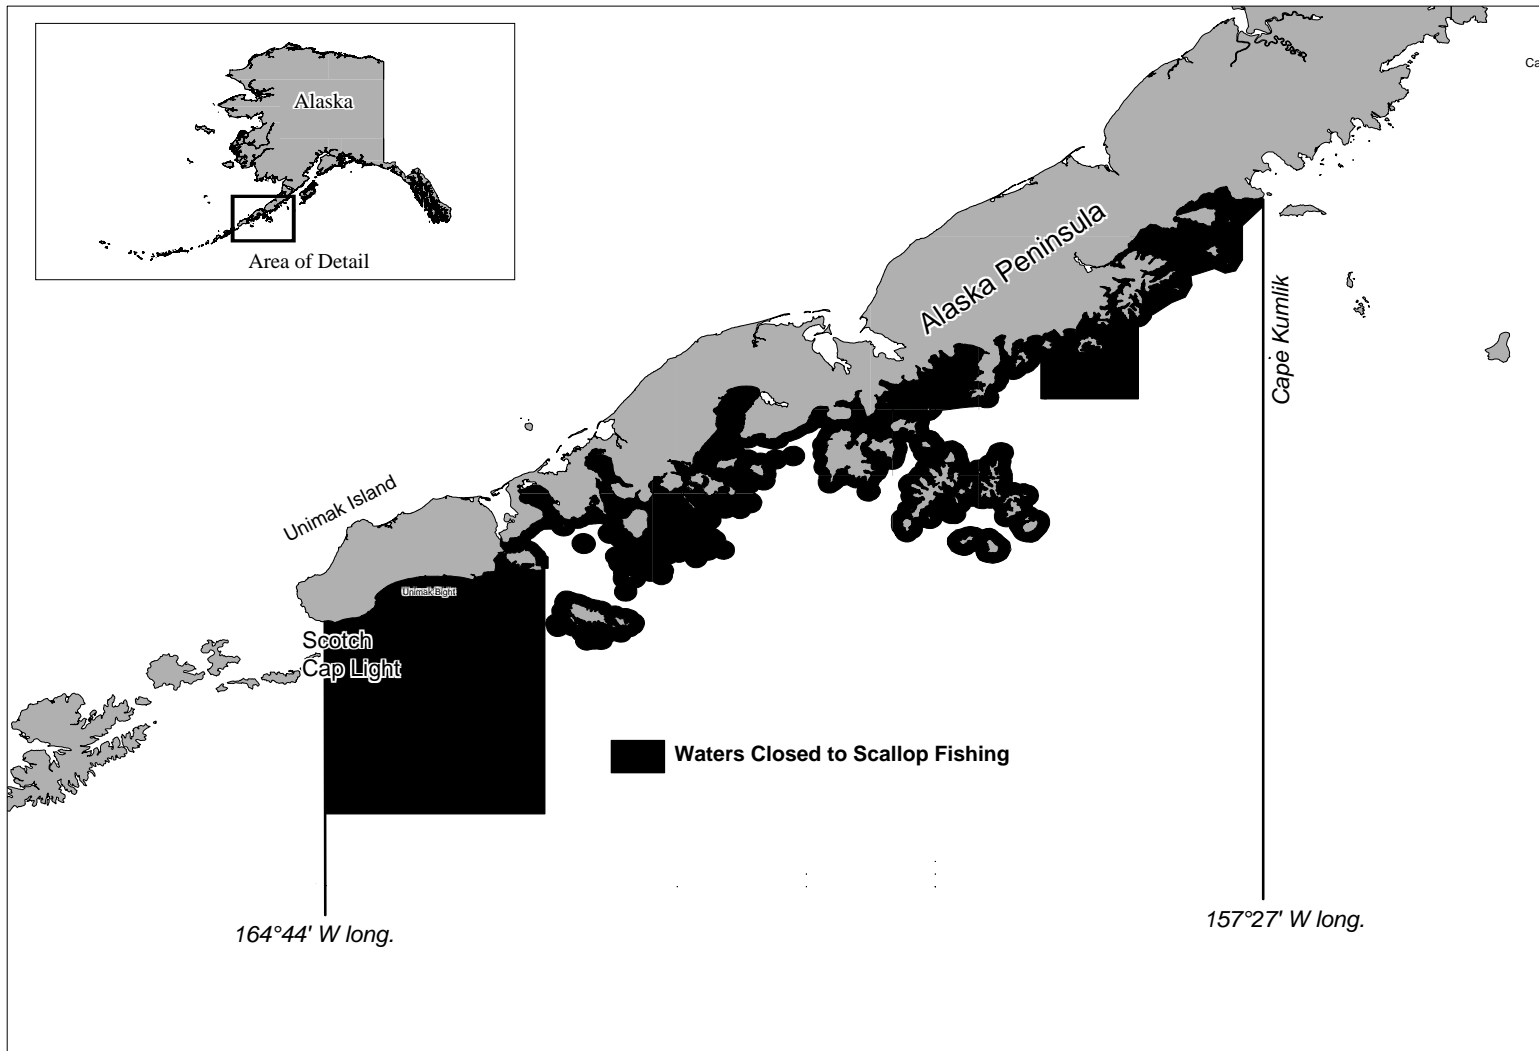 Alaska
Area of Detail
Ca
Alaska Peninsula
Cape Kumlik
Unimak Island
Unimak Bight
Scotch
Cap Light
Waters Closed to Scallop Fishing
164°44' W long.
157°27' W long.